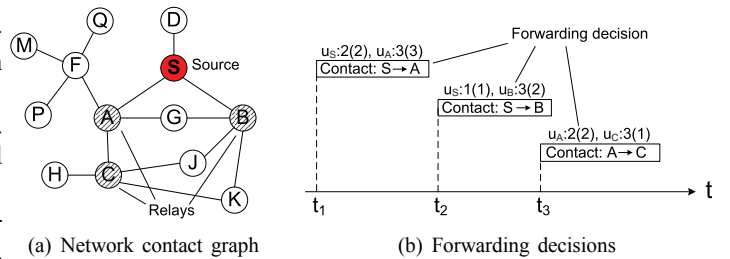 Q
D
M
F
S Source
P
A
G
B
H
C
J
K
Relays
(a) Network contact graph
Forwarding decision
u_S:2(2), u_A:3(3)
Contact: S→A
u_S:1(1), u_B:3(2)
Contact: S→B
u_A:2(2), u_C:3(1)
Contact: A→C
t
t_1 t_2 t_3
(b) Forwarding decisions